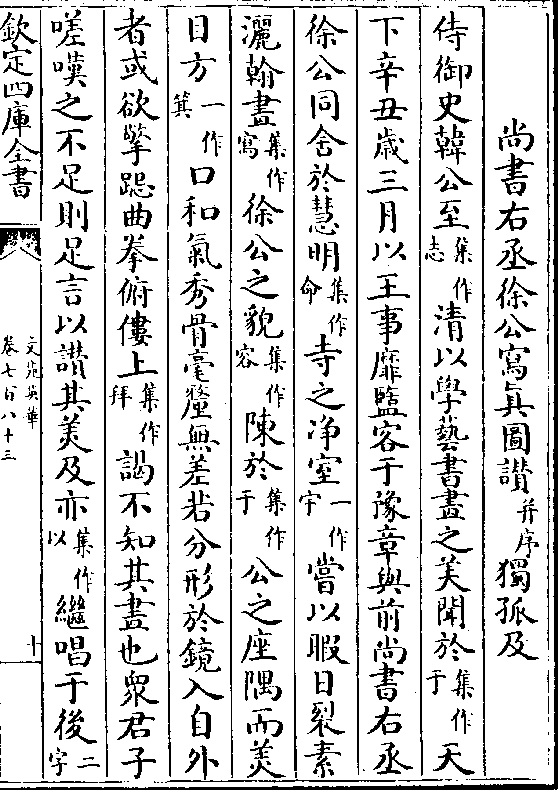 尚書右丞徐公寫真圖讃并序獨孤及
侍御史韓公至集作志清以學藝書畫之美聞於集作于天
下辛丑歳三月以王事靡盬客于豫章與前尚書右丞
徐公同舍於慧明集作命寺之浄室一作宇嘗以暇日裂素
灑翰畫集作寫徐公之貌集作容陳於集作于公之座隅而美
目方一作箕口和氣秀骨毫釐無差若分形於鏡入自外
者或欲擎跽曲拳俯僂上集作拜謁不知其畫也衆君子
嗟嘆之不足則足言以讃其美及亦集作以繼唱于後二字
欽定四庫全書
文苑英華
卷七百八十三
十